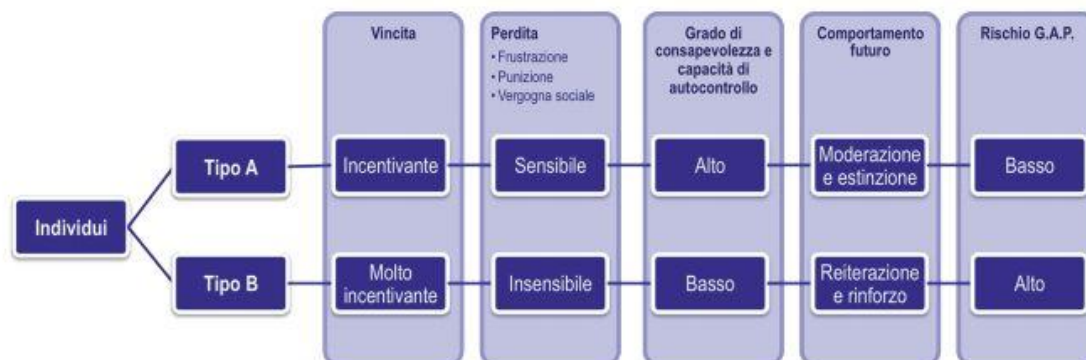 Vincita
Perdita
• Frustrazione
• Punizione
• Vergogna sociale
Grado di
consapevolezza e
capacità di
autocontrollo
Comportamento
futuro
Rischio G.A.P.
Individui
Tipo A
Incentivante
Sensibile
Alto
Moderazione
e estinzione
Basso
Tipo B
Molto
incentivante
Insensibile
Basso
Reiterazione
e rinforzo
Alto